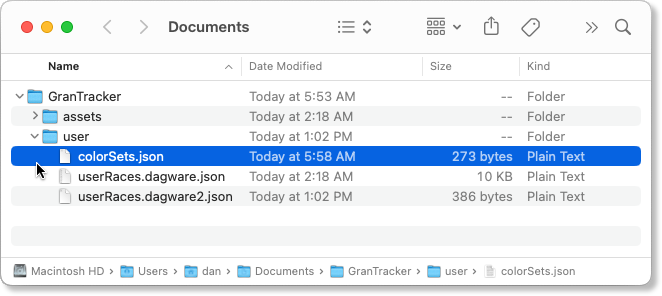 Documents
Name Date Modified Size Kind
GranTracker Today at 5:53 AM -- Folder
assets Today at 2:18 AM -- Folder
user Today at 1:02 PM -- Folder
colorSets.json Today at 5:58 AM 273 bytes Plain Text
userRaces.dagware.json Today at 2:18 AM 10 KB Plain Text
userRaces.dagware2.json Today at 1:02 PM 386 bytes Plain Text
Macintosh HD Users dan Documents GranTracker user colorSets.json